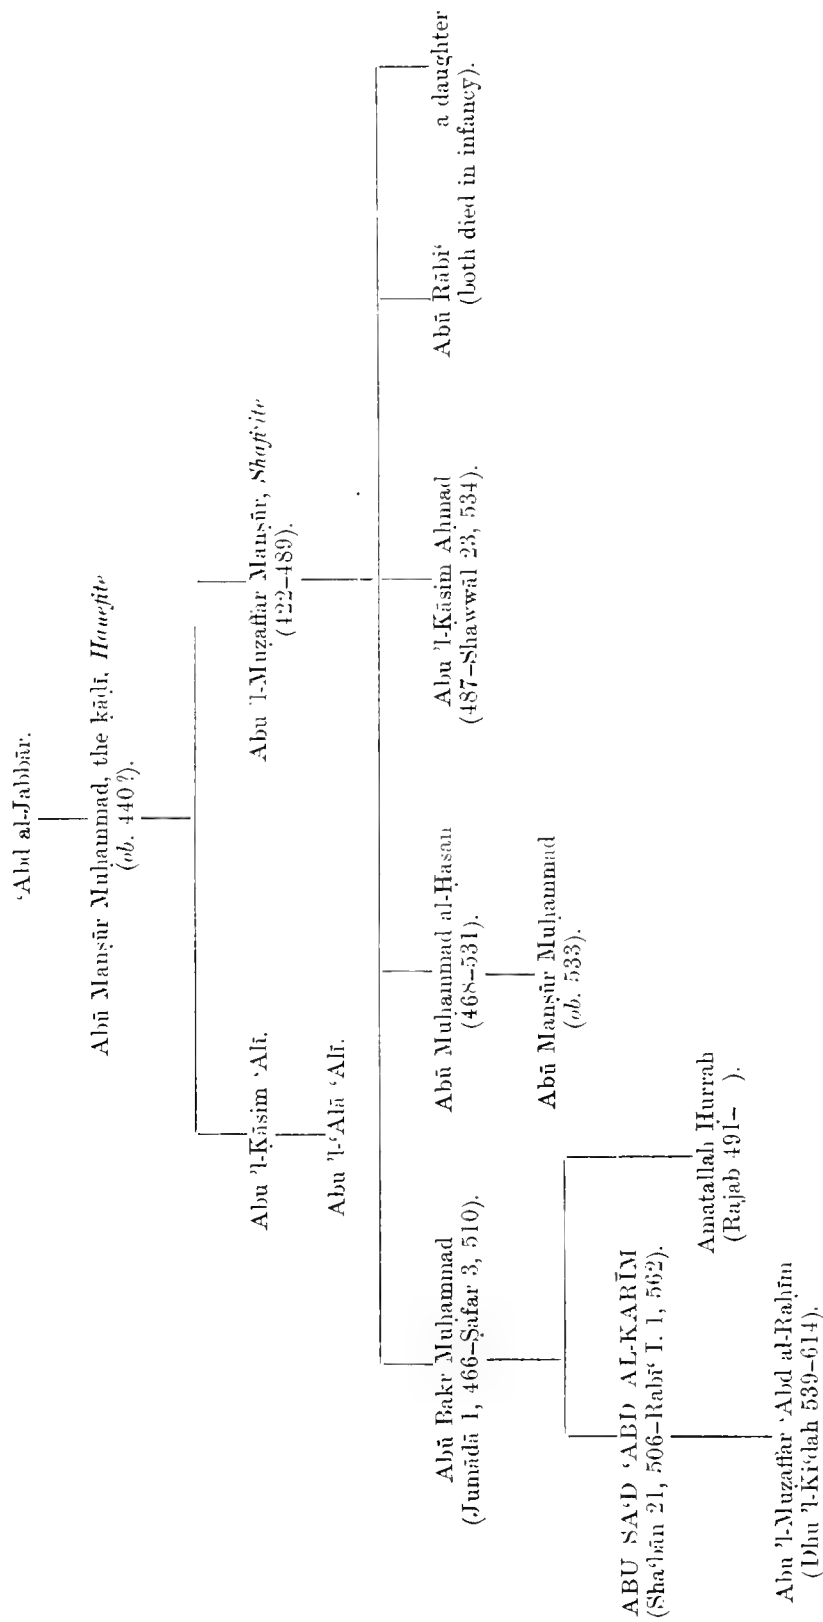 ‘Abd al-Jabbār.
Abū Manṣūr Muḥammad, the ḳāḍī, Hanefite
(ob. 440?).
Abu ’l-Ḳāsim ‘Alī.
Abu ’l-Muẓaffar Manṣūr, Shafi‘ite
(422–489).
Abu ’l-‘Alā ‘Alī.
Abū Bakr Muḥammad
(Jumādā I, 466–Ṣafar 3, 510).
Abū Muḥammad al-Ḥasan
(468–531).
Abu ’l-Ḳāsim Aḥmad
(487–Shawwāl 23, 534).
Abū Rābi‘ a daughter
(both died in infancy).
Abū Manṣūr Muḥammad
(ob. 533).
ABU SA‘D ‘ABD AL-KARĪM
(Sha‘bān 21, 506–Rabī‘ I. 1, 562).
Amatallah Ḥurrah
(Rajab 491– ).
Abu ’l-Muẓaffar ‘Abd al-Raḥīm
(Dhu ’l-Ḳi‘dah 539–614).